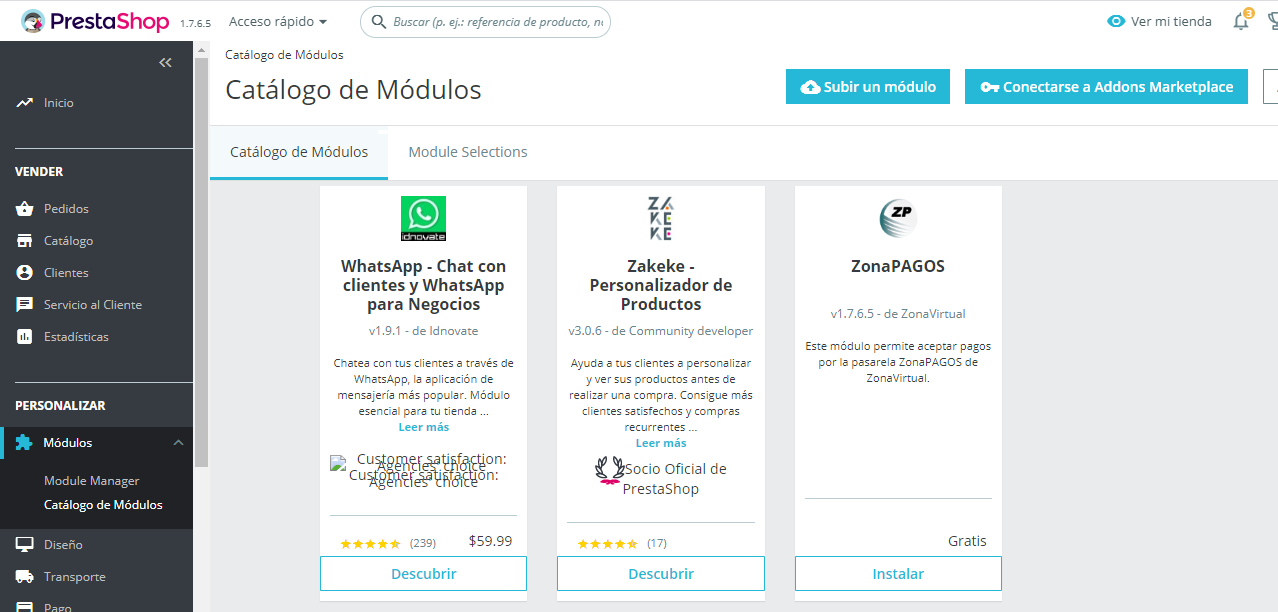 PrestaShop 1.7.6.5 Acceso rápido Buscar (p. ej.: referencia de producto, Ver mi tienda 3
Catálogo de Módulos
Catálogo de Módulos
Subir un módulo Conectarse a Addons Marketplace
Catálogo de Módulos Module Selections
Inicio
VENDER
Pedidos
Catálogo
Clientes
Servicio al Cliente
Estadísticas
PERSONALIZAR
Módulos
Module Manager
Catálogo de Módulos
Diseño
Transporte
Pago
idnovate
WhatsApp - Chat con
clientes y WhatsApp
para Negocios
v1.9.1 - de Idnovate
Chatea con tus clientes a través de
WhatsApp, la aplicación de
mensajería más popular. Módulo
esencial para tu tienda ...
Leer más
Customer satisfaction:
Agencies' choice
Customer satisfaction:
Agencies' choice
(239) $59.99
Descubrir
ZA
KE
KE
Zakeke -
Personalizador de
Productos
v3.0.6 - de Community developer
Ayuda a tus clientes a personalizar
y ver sus productos antes de
realizar una compra. Consigue más
clientes satisfechos y compras
recurrentes ...
Leer más
Socio Oficial de
PrestaShop
(17)
Descubrir
ZP
ZonaPAGOS
v1.7.6.5 - de ZonaVirtual
Este módulo permite aceptar pagos
por la pasarela ZonaPAGOS de
ZonaVirtual.
Gratis
Instalar